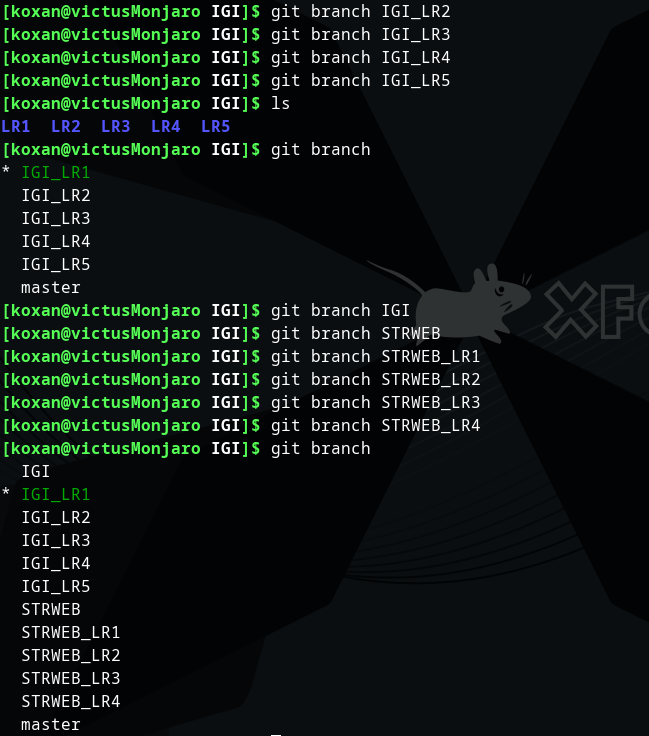 [koxan@victusMonjaro IGI]$ git branch IGI_LR2
[koxan@victusMonjaro IGI]$ git branch IGI_LR3
[koxan@victusMonjaro IGI]$ git branch IGI_LR4
[koxan@victusMonjaro IGI]$ git branch IGI_LR5
[koxan@victusMonjaro IGI]$ ls
LR1  LR2  LR3  LR4  LR5
[koxan@victusMonjaro IGI]$ git branch
* IGI_LR1
  IGI_LR2
  IGI_LR3
  IGI_LR4
  IGI_LR5
  master
[koxan@victusMonjaro IGI]$ git branch IGI
[koxan@victusMonjaro IGI]$ git branch STRWEB
[koxan@victusMonjaro IGI]$ git branch STRWEB_LR1
[koxan@victusMonjaro IGI]$ git branch STRWEB_LR2
[koxan@victusMonjaro IGI]$ git branch STRWEB_LR3
[koxan@victusMonjaro IGI]$ git branch STRWEB_LR4
[koxan@victusMonjaro IGI]$ git branch
  IGI
* IGI_LR1
  IGI_LR2
  IGI_LR3
  IGI_LR4
  IGI_LR5
  STRWEB
  STRWEB_LR1
  STRWEB_LR2
  STRWEB_LR3
  STRWEB_LR4
  master